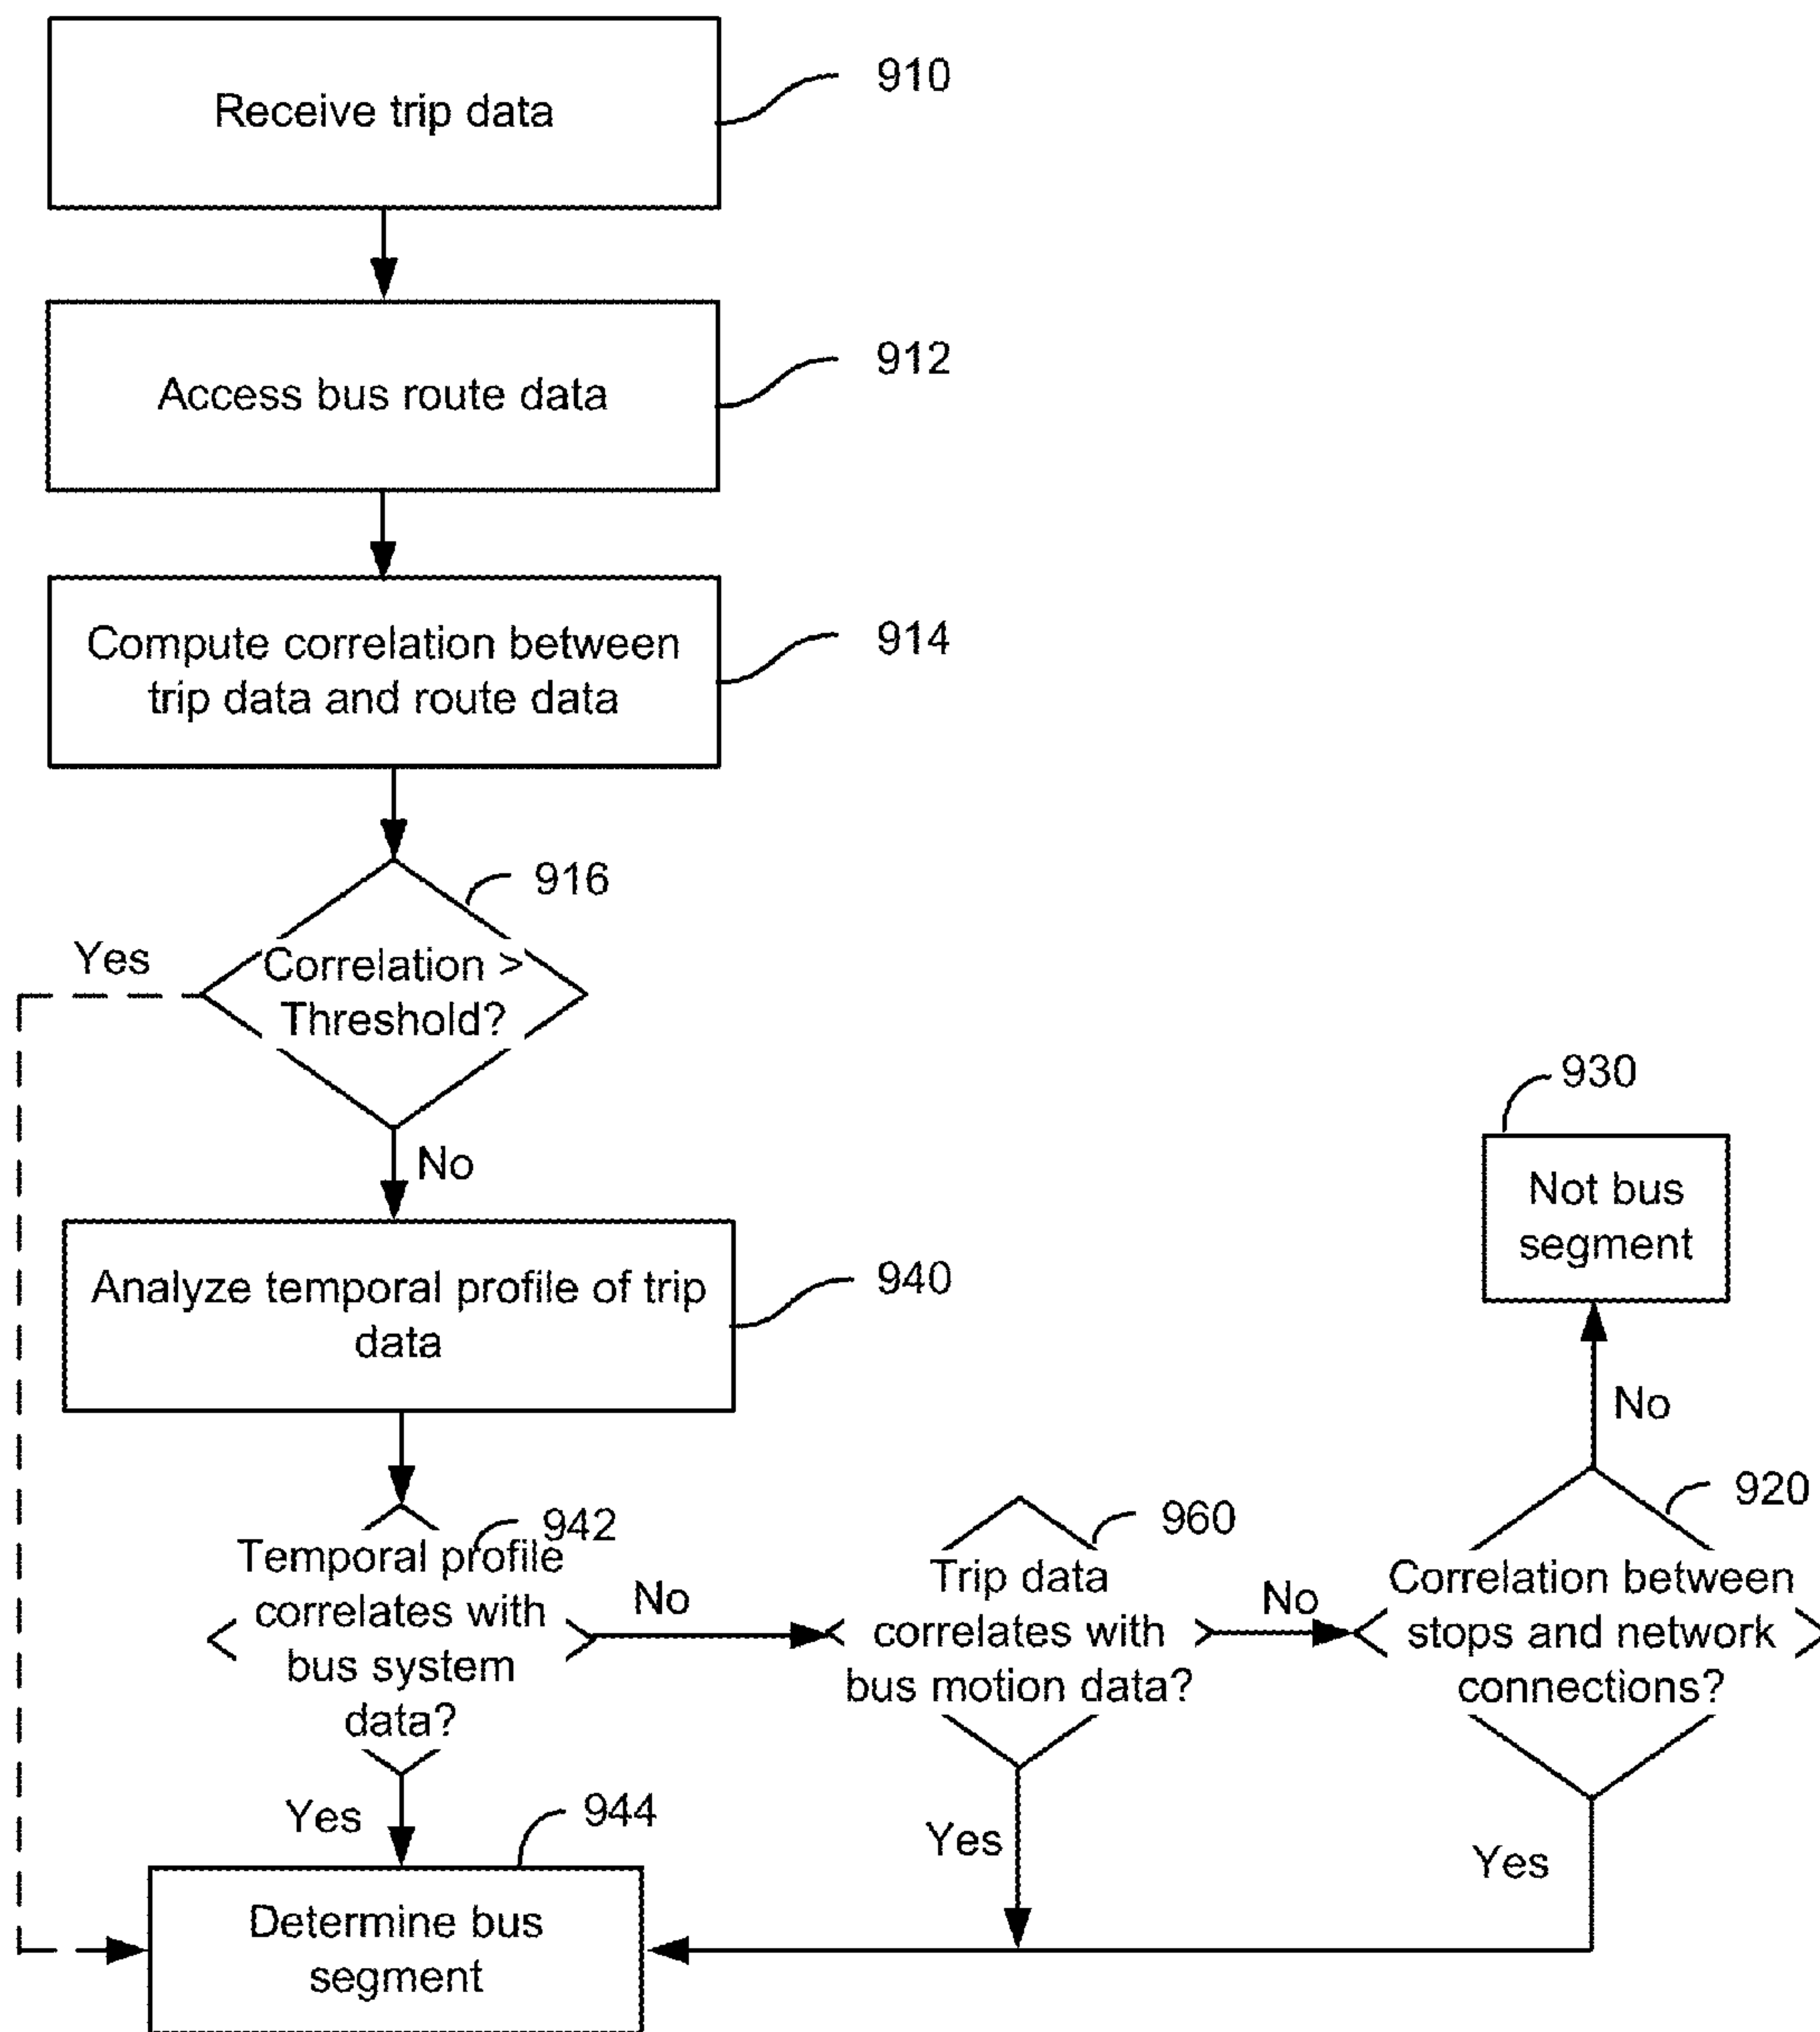 Receive trip data
910
Access bus route data
912
Compute correlation between
trip data and route data
914
916
Yes
Correlation >
Threshold?
No
930
Not bus
segment
Analyze temporal profile of trip
data
940
No
942
Temporal profile
correlates with
bus system
data?
No
960
Trip data
correlates with
bus motion data?
No
920
Correlation between
stops and network
connections?
Yes
944
Yes
Yes
Determine bus
segment